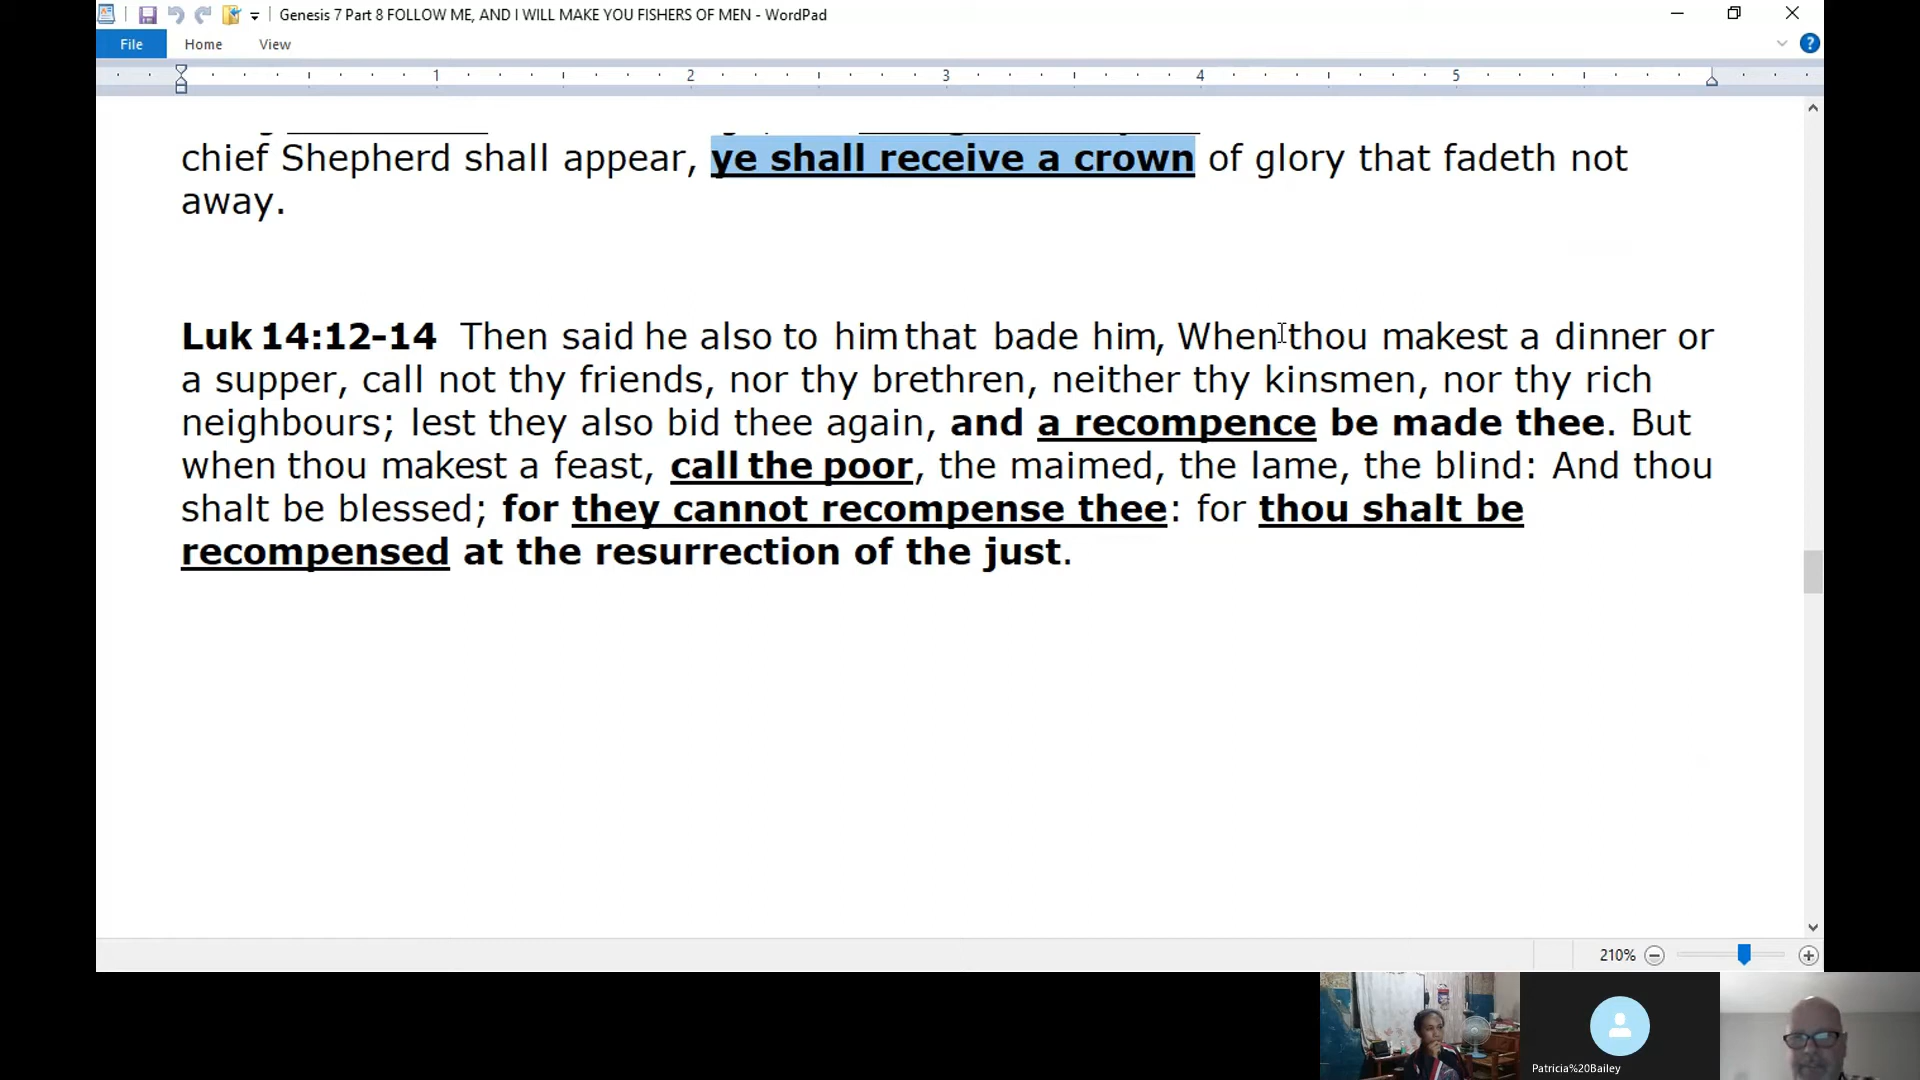 Genesis 7 Part 8 FOLLOW ME, AND I WILL MAKE YOU FISHERS OF MEN - WordPad
File Home View
1 2 3 4 5
chief Shepherd shall appear, ye shall receive a crown of glory that fadeth not
away.
Luk 14:12-14 Then said he also to him that bade him, When thou makest a dinner or
a supper, call not thy friends, nor thy brethren, neither thy kinsmen, nor thy rich
neighbours; lest they also bid thee again, and a recompence be made thee. But
when thou makest a feast, call the poor, the maimed, the lame, the blind: And thou
shalt be blessed; for they cannot recompense thee: for thou shalt be
recompensed at the resurrection of the just.
210%
Patricia%20Bailey